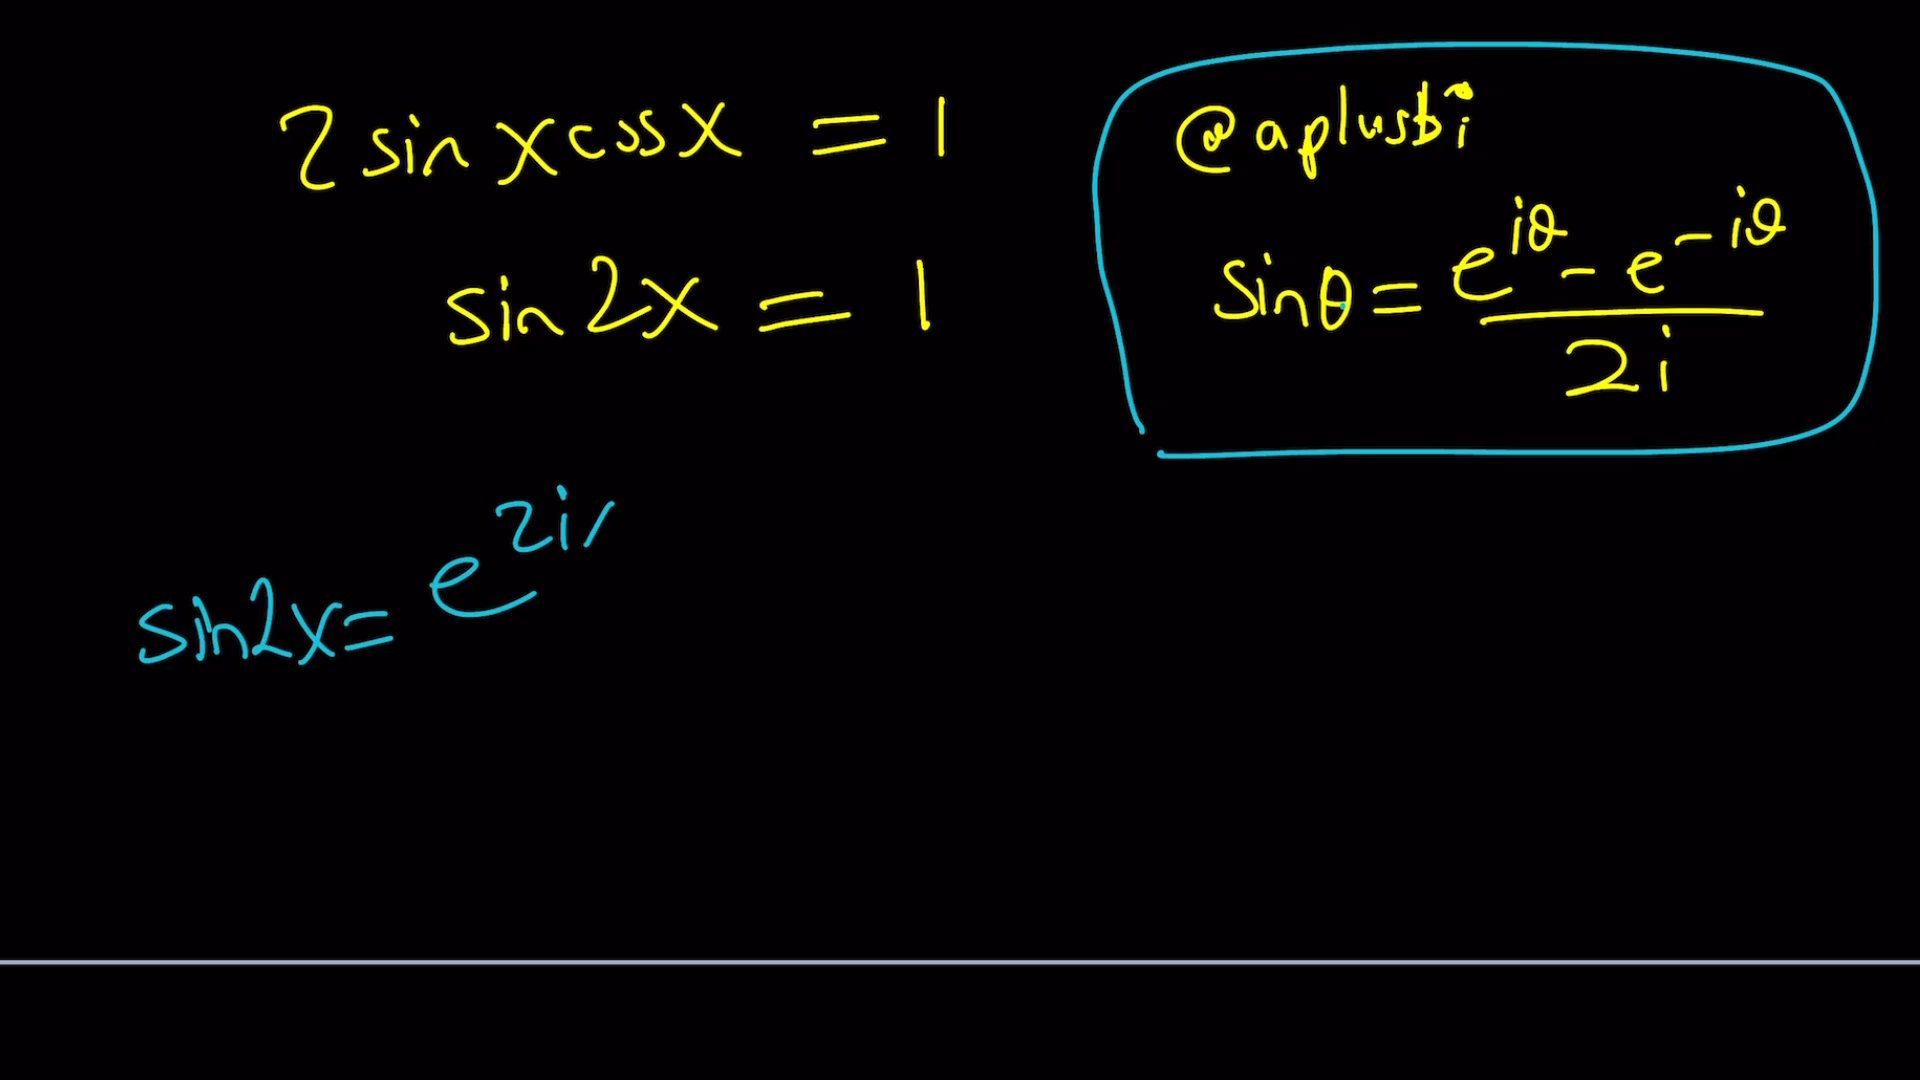 2 sin x cos x = 1
sin 2x = 1
@aplusbi
sinθ = e^{iθ} - e^{-iθ}
2i
sin2x = e^{2i